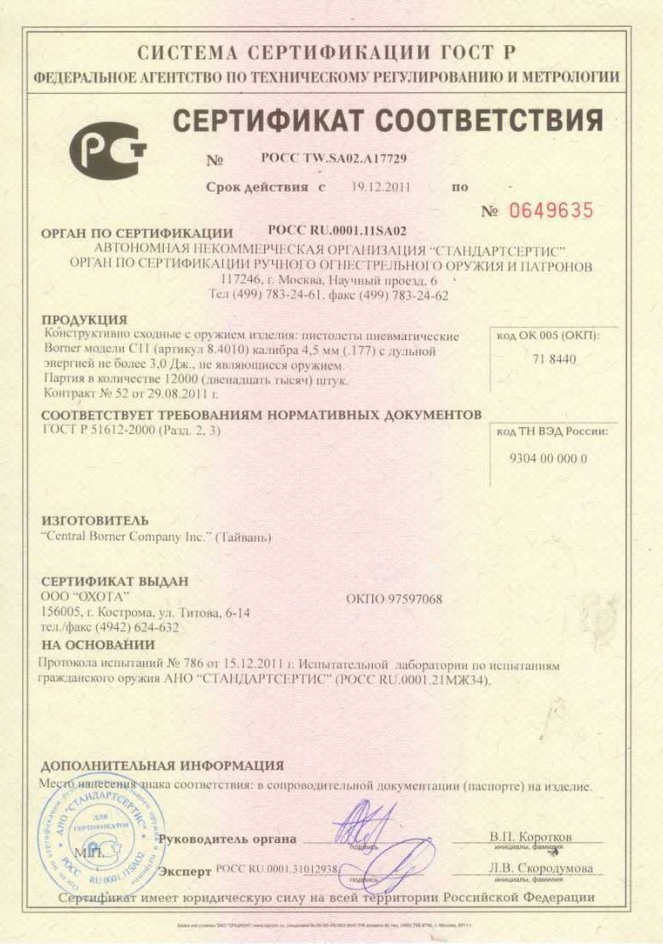 СИСТЕМА СЕРТИФИКАЦИИ ГОСТ Р
ФЕДЕРАЛЬНОЕ АГЕНТСТВО ПО ТЕХНИЧЕСКОМУ РЕГУЛИРОВАНИЮ И МЕТРОЛОГИИ
СЕРТИФИКАТ СООТВЕТСТВИЯ
№ РОСС TW.SA02.A17729
Срок действия с 19.12.2011 по
№ 0649635
ОРГАН ПО СЕРТИФИКАЦИИ РОСС RU.0001.11SA02
АВТОНОМНАЯ НЕКОММЕРЧЕСКАЯ ОРГАНИЗАЦИЯ “СТАНДАРТСЕРТИС”
ОРГАН ПО СЕРТИФИКАЦИИ РУЧНОГО ОГНЕСТРЕЛЬНОГО ОРУЖИЯ И ПАТРОНОВ
117246, г. Москва, Научный проезд, 6
Тел (499) 783-24-61, факс (499) 783-24-62
ПРОДУКЦИЯ
Конструктивно сходные с оружием изделия: пистолеты пневматические
Borner модели С11 (артикул 8.4010) калибра 4,5 мм (.177) с дульной
энергией не более 3,0 Дж., не являющиеся оружием.
Партия в количестве 12000 (двенадцать тысяч) штук.
Контракт № 52 от 29.08.2011 г.
код ОК 005 (ОКП):
71 8440
СООТВЕТСТВУЕТ ТРЕБОВАНИЯМ НОРМАТИВНЫХ ДОКУМЕНТОВ
ГОСТ Р 51612-2000 (Разд. 2, 3)
код ТН ВЭД России:
9304 00 000 0
ИЗГОТОВИТЕЛЬ
“Central Borner Company Inc.” (Тайвань)
СЕРТИФИКАТ ВЫДАН
ООО “ОХОТА” ОКПО 97597068
156005, г. Кострома, ул. Титова, 6-14
тел./факс (4942) 624-632
НА ОСНОВАНИИ
Протокола испытаний № 786 от 15.12.2011 г. Испытательной лаборатории по испытаниям
гражданского оружия АНО “СТАНДАРТСЕРТИС” (РОСС RU.0001.21МЖ34).
ДОПОЛНИТЕЛЬНАЯ ИНФОРМАЦИЯ
Место нанесения знака соответствия: в сопроводительной документации (паспорте) на изделие.
АНО “СТАНДАРТСЕРТИС”
ДЛЯ
СЕРТИФИКАТОВ
РОСС RU.0001.11SA02
М.П.
Руководитель органа В.П. Коротков
подпись инициалы, фамилия
Эксперт РОСС RU.0001.31012938 Л.В. Скородумова
подпись инициалы, фамилия
Сертификат имеет юридическую силу на всей территории Российской Федерации